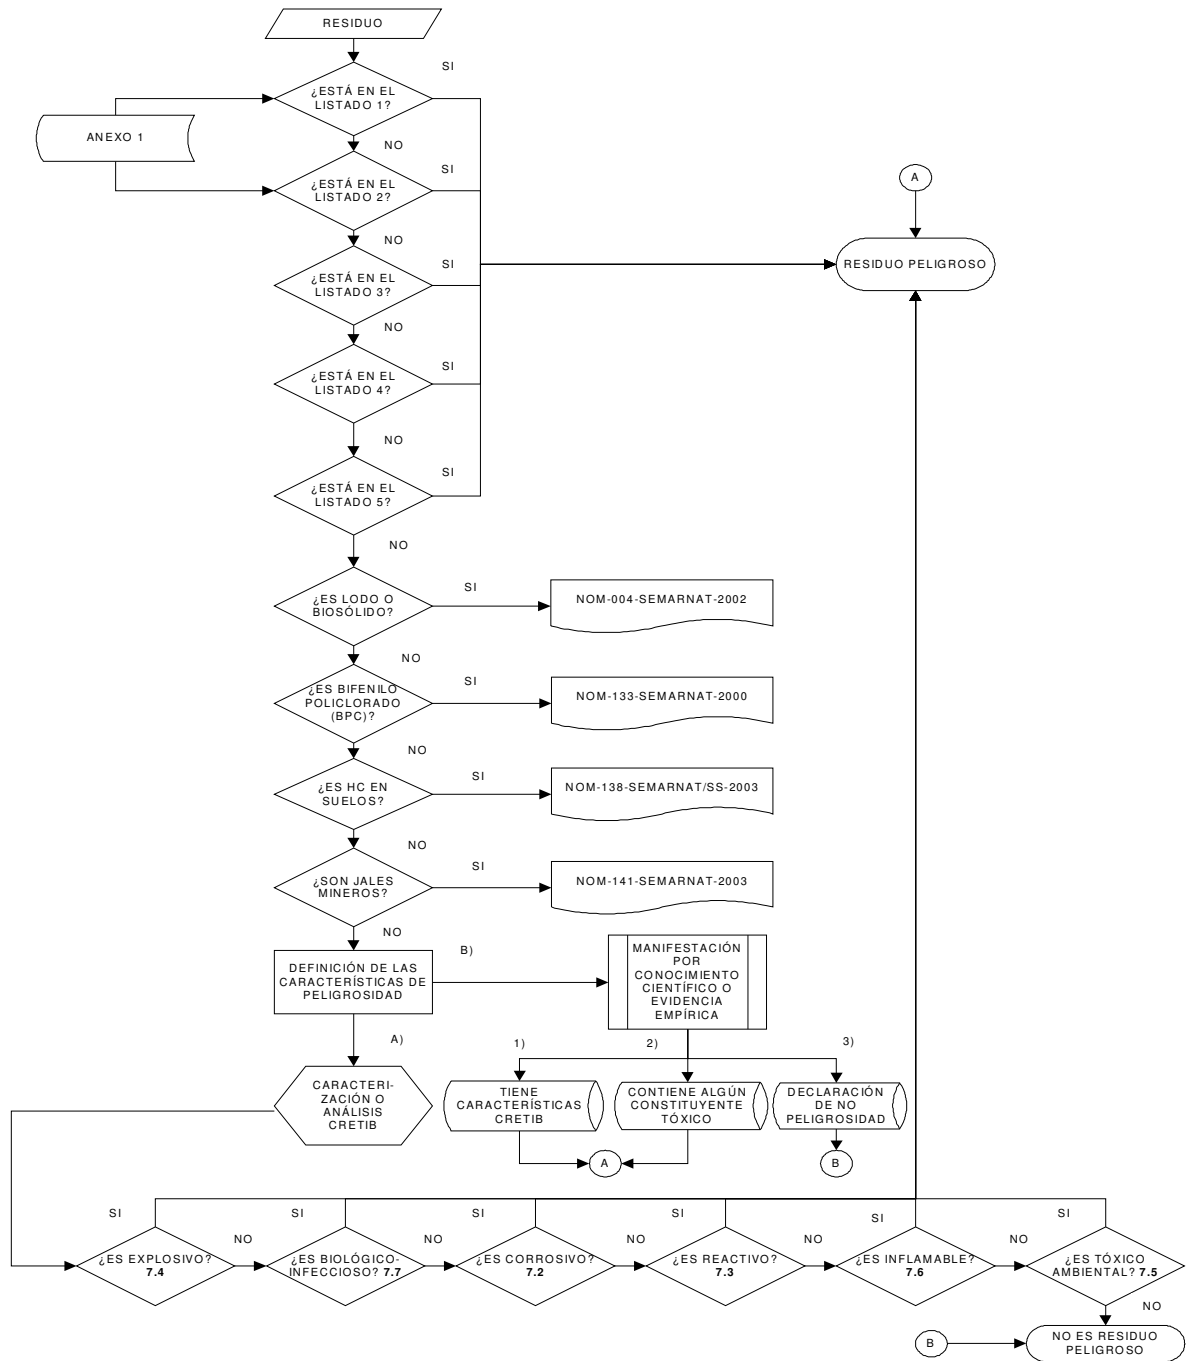 RESIDUO
SI
¿ESTÁ EN EL
LISTADO 1?
ANEXO 1
NO
SI
¿ESTÁ EN EL
LISTADO 2?
A
NO
SI
RESIDUO PELIGROSO
¿ESTÁ EN EL
LISTADO 3?
NO
SI
¿ESTÁ EN EL
LISTADO 4?
NO
SI
¿ESTÁ EN EL
LISTADO 5?
NO
SI
¿ES LODO O
BIOSÓLIDO?
NOM-004-SEMARNAT-2002
NO
SI
¿ES BIFENILO
POLICLORADO
(BPC)?
NOM-133-SEMARNAT-2000
NO
SI
¿ES HC EN
SUELOS?
NOM-138-SEMARNAT/SS-2003
NO
SI
¿SON JALES
MINEROS?
NOM-141-SEMARNAT-2003
NO
B)
DEFINICIÓN DE LAS
CARACTERÍSTICAS DE
PELIGROSIDAD
MANIFESTACIÓN
POR
CONOCIMIENTO
CIENTÍFICO O
EVIDENCIA
EMPÍRICA
A)
1)
2)
3)
CARACTERI-
ZACIÓN O
ANÁLISIS
CRETIB
TIENE
CARACTERÍSTICAS
CRETIB
CONTIENE ALGÚN
CONSTITUYENTE
TÓXICO
DECLARACIÓN
DE NO
PELIGROSIDAD
A
B
SI
SI
SI
SI
SI
SI
¿ES EXPLOSIVO?
7.4
NO
¿ES BIOLÓGICO-
INFECCIOSO? 7.7
NO
¿ES CORROSIVO?
7.2
NO
¿ES REACTIVO?
7.3
NO
¿ES INFLAMABLE?
7.6
NO
¿ES TÓXICO
AMBIENTAL? 7.5
NO
B
NO ES RESIDUO
PELIGROSO